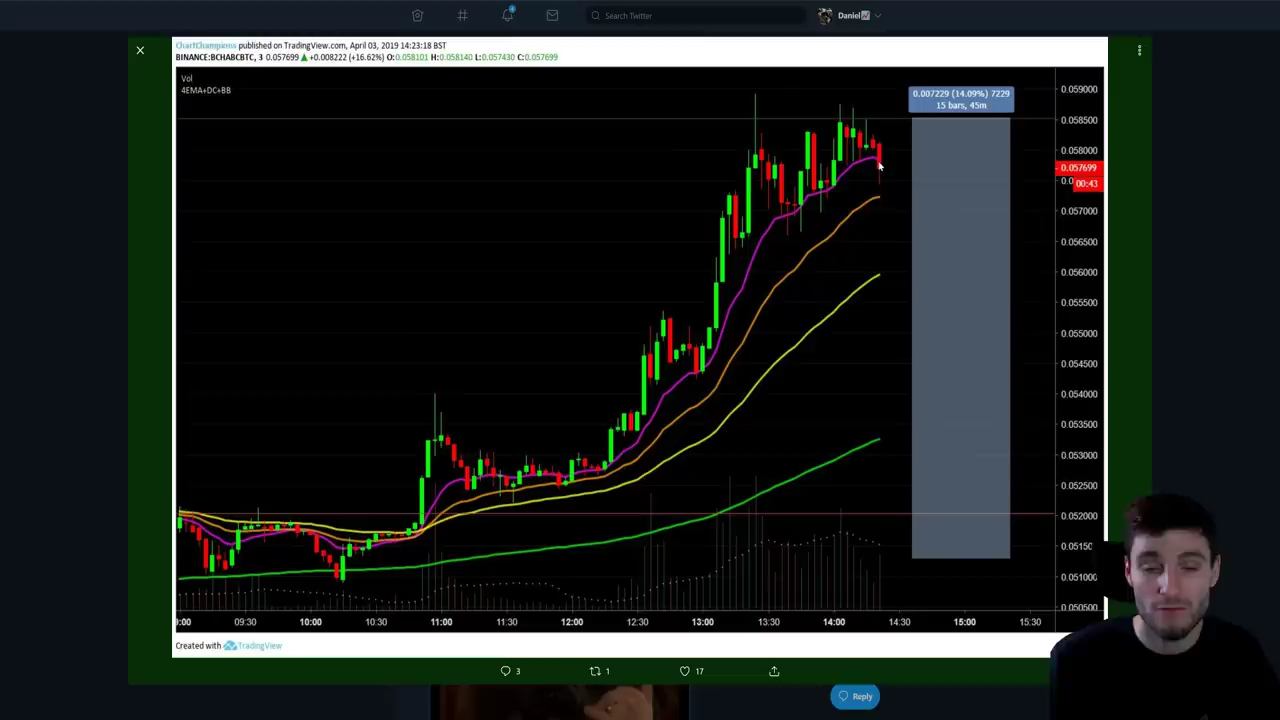 Search Twitter
Daniel
ChartChampions published on TradingView.com, April 03, 2019 14:23:18 BST
BINANCE:BCHABCBTC, 3 0.057699 ▲ +0.008222 (+16.62%) O:0.058101 H:0.058140 L:0.057430 C:0.057699
Vol
4EMA+DC+BB
0.007229 (14.09%) 7229
15 bars, 45m
0.059000
0.058500
0.058000
0.057699
00:43
0.057000
0.056500
0.056000
0.055500
0.055000
0.054500
0.054000
0.053500
0.053000
0.052500
0.052000
0.051500
0.051000
0.050500
09:30 10:00 10:30 11:00 11:30 12:00 12:30 13:00 13:30 14:00 14:30 15:00 15:30
Created with TradingView
3 1 17
Reply